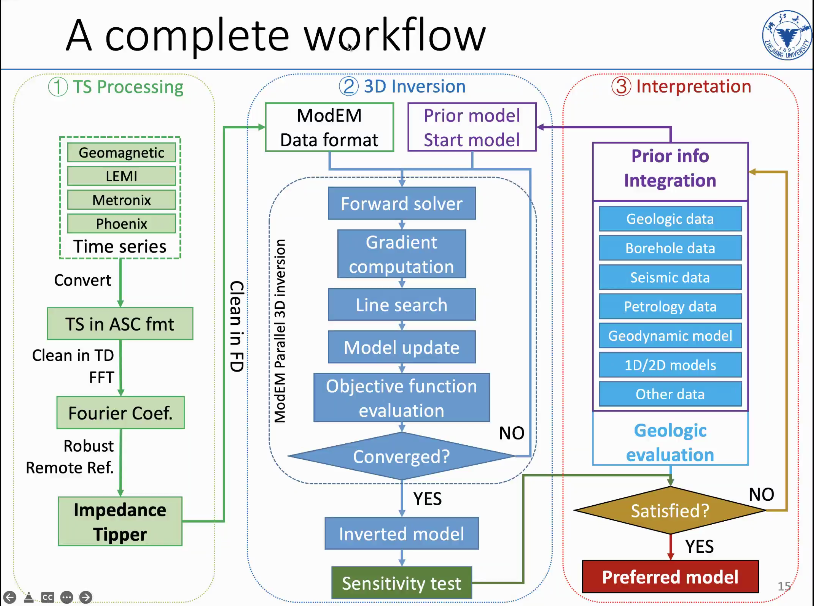 A complete workflow
① TS Processing
Geomagnetic
LEMI
Metronix
Phoenix
Time series
Convert
TS in ASC fmt
Clean in TD
FFT
Fourier Coef.
Robust
Remote Ref.
Impedance
Tipper
Clean in FD
② 3D Inversion
ModEM
Data format
Prior model
Start model
ModEM Parallel 3D inversion
Forward solver
Gradient
computation
Line search
Model update
Objective function
evaluation
Converged?
NO
YES
Inverted model
Sensitivity test
③ Interpretation
Prior info
Integration
Geologic data
Borehole data
Seismic data
Petrology data
Geodynamic model
1D/2D models
Other data
Geologic
evaluation
Satisfied?
NO
YES
Preferred model
15
CC